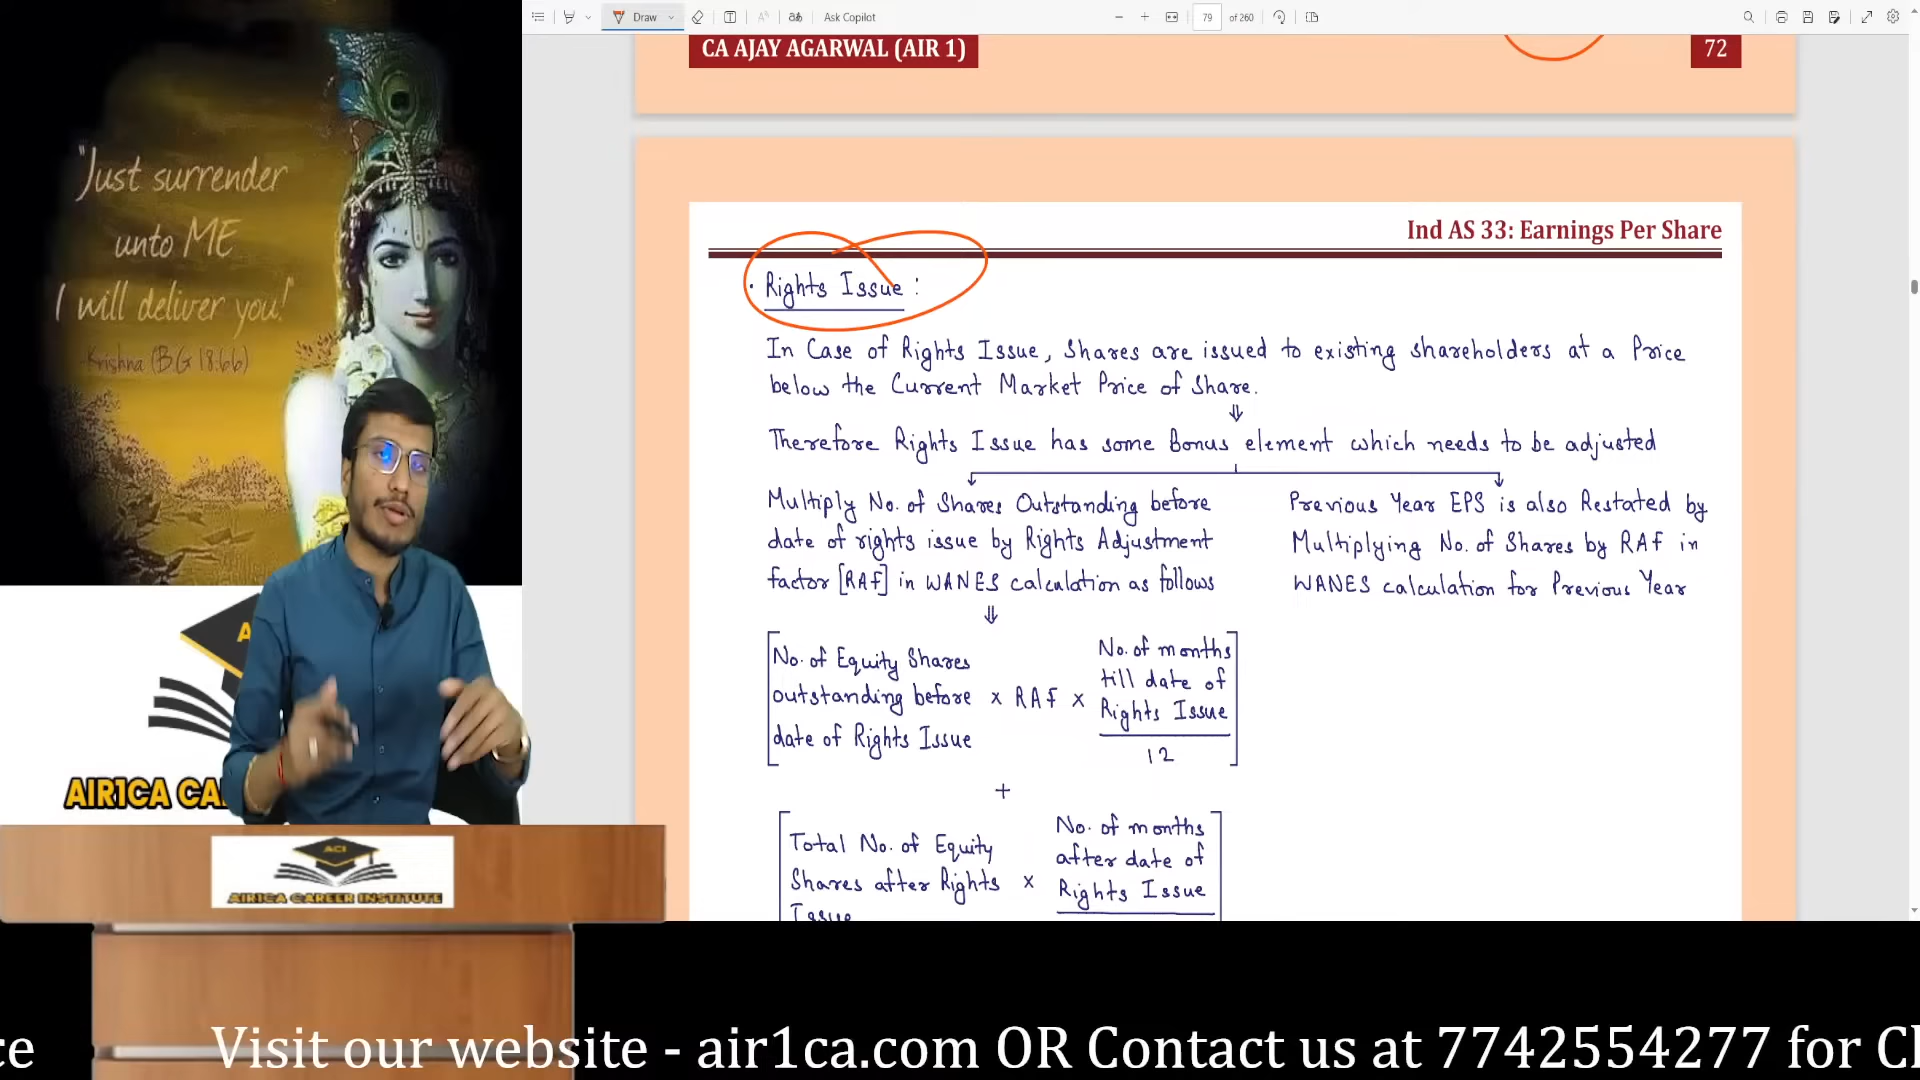 "Just surrender
unto ME
I will deliver you!"
-Krishna (B.G 18.66)
AIR1CA CA
ACI
AIR1CA CAREER INSTITUTE
Draw
Ask Copilot
79
of 260
CA AJAY AGARWAL (AIR 1)
72
Ind AS 33: Earnings Per Share
· Rights Issue :
In Case of Rights Issue, Shares are issued to existing shareholders at a Price
below the Current Market Price of Share.
⇓
Therefore Rights Issue has some Bonus element which needs to be adjusted
Multiply No. of Shares Outstanding before
date of rights issue by Rights Adjustment
factor [RAF] in WANES calculation as follows
⇓
Previous Year EPS is also Restated by
Multiplying No. of Shares by RAF in
WANES calculation for Previous Year
No. of Equity Shares
outstanding before
date of Rights Issue
× RAF ×
No. of months
till date of
Rights Issue
12
+
Total No. of Equity
Shares after Rights
Issue
×
No. of months
after date of
Rights Issue
ce
Visit our website - air1ca.com OR Contact us at 7742554277 for